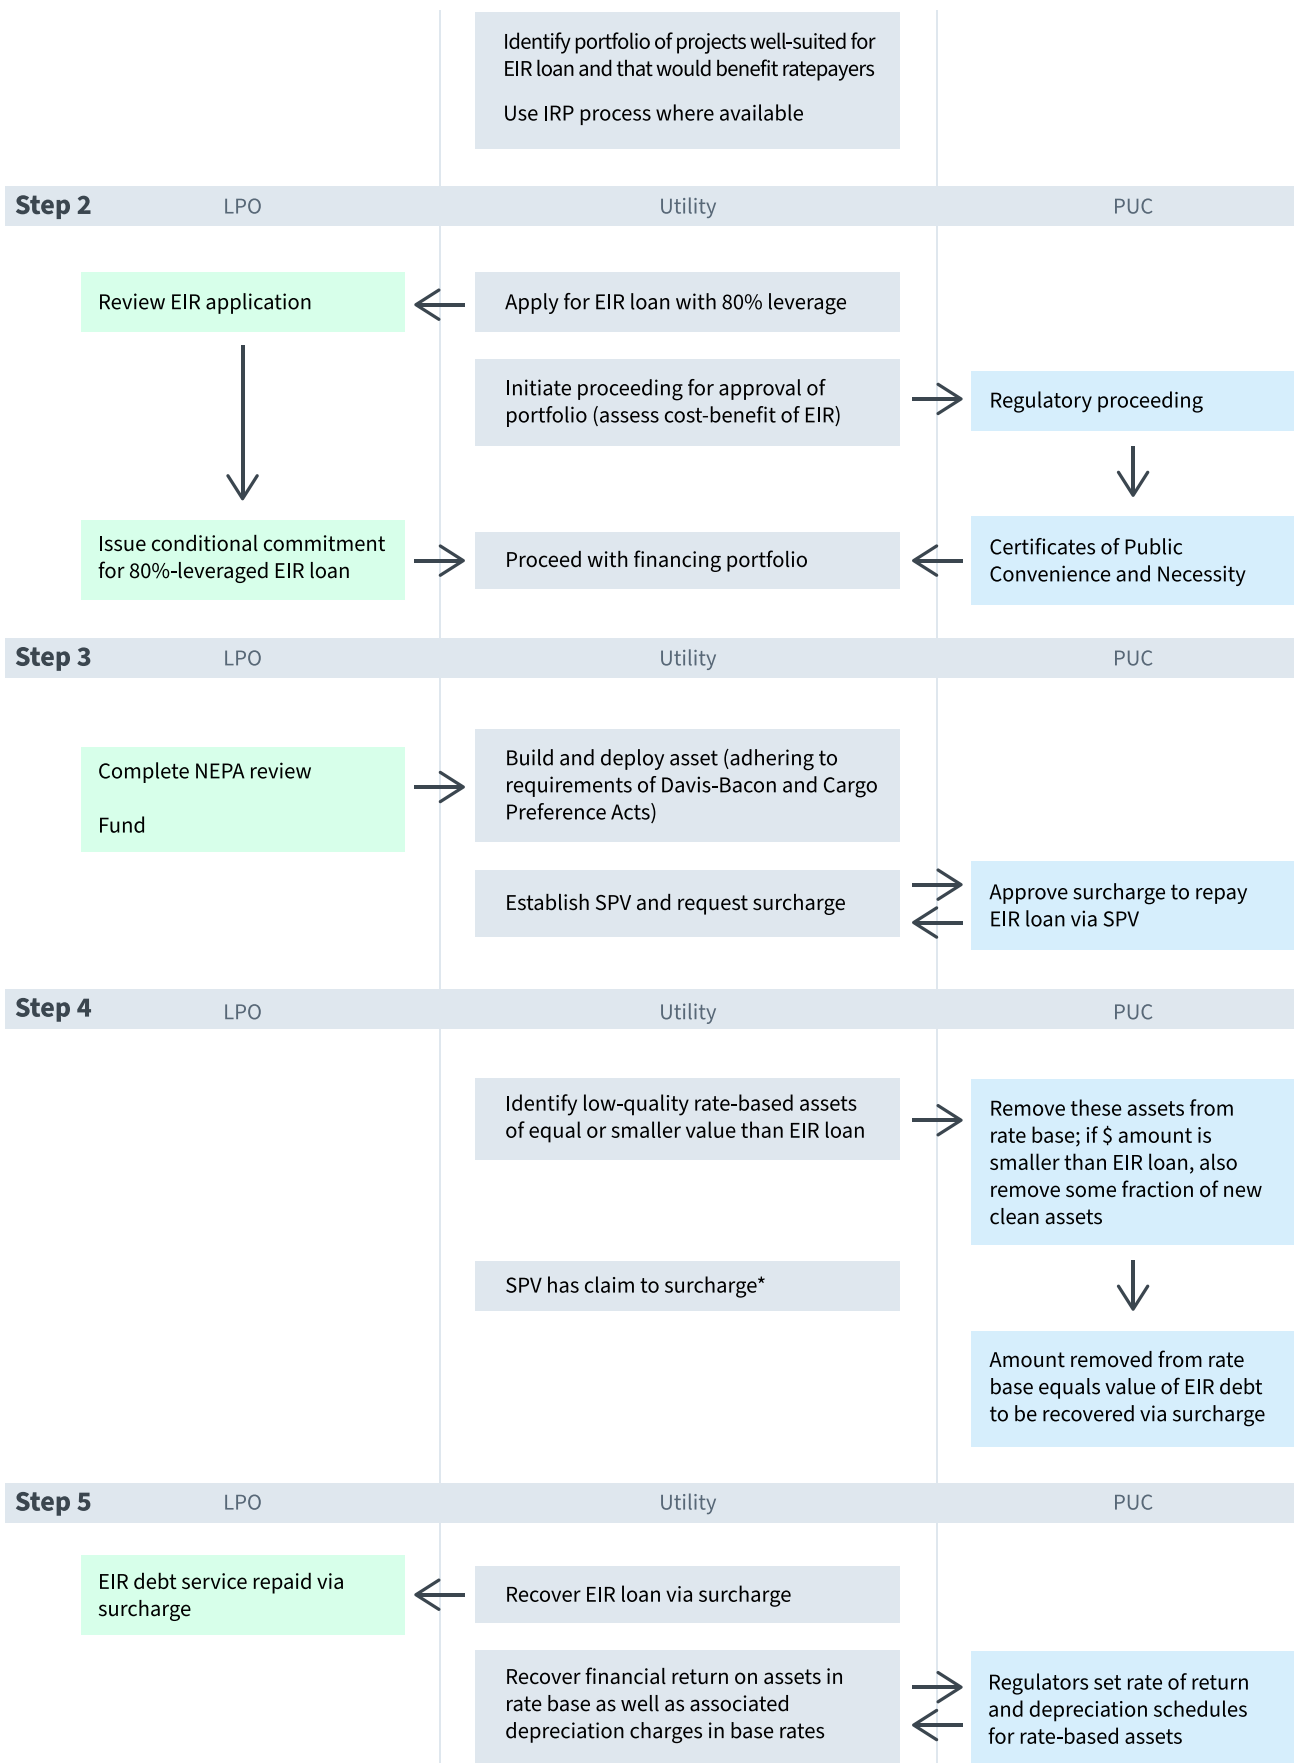 Identify portfolio of projects well-suited for
EIR loan and that would benefit ratepayers
Use IRP process where available
Step 2 LPO Utility PUC
Review EIR application
Apply for EIR loan with 80% leverage
Initiate proceeding for approval of
portfolio (assess cost-benefit of EIR)
Regulatory proceeding
Issue conditional commitment
for 80%-leveraged EIR loan
Proceed with financing portfolio
Certificates of Public
Convenience and Necessity
Step 3 LPO Utility PUC
Complete NEPA review
Fund
Build and deploy asset (adhering to
requirements of Davis-Bacon and Cargo
Preference Acts)
Establish SPV and request surcharge
Approve surcharge to repay
EIR loan via SPV
Step 4 LPO Utility PUC
Identify low-quality rate-based assets
of equal or smaller value than EIR loan
Remove these assets from
rate base; if $ amount is
smaller than EIR loan, also
remove some fraction of new
clean assets
SPV has claim to surcharge*
Amount removed from rate
base equals value of EIR debt
to be recovered via surcharge
Step 5 LPO Utility PUC
EIR debt service repaid via
surcharge
Recover EIR loan via surcharge
Recover financial return on assets in
rate base as well as associated
depreciation charges in base rates
Regulators set rate of return
and depreciation schedules
for rate-based assets